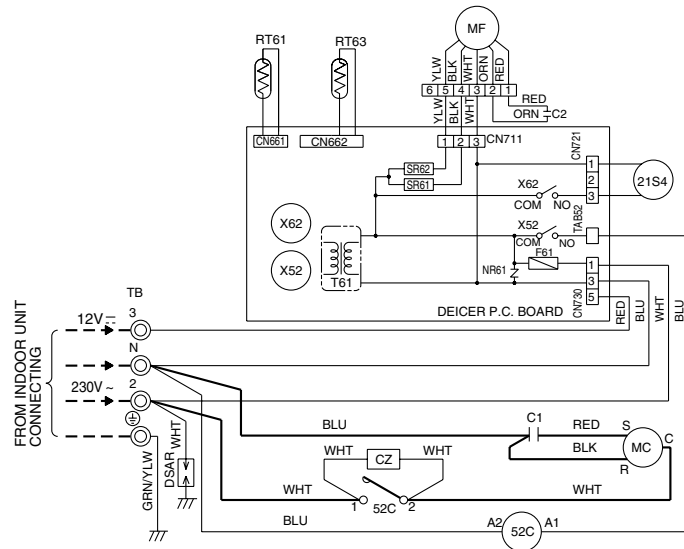 MF
RT61
RT63
YLW
BLK
WHT
ORN
RED
6 5 4 3 2 1
RED
ORN
C2
YLW
BLK
WHT
CN661
CN662
1 2 3
CN711
CN721
SR62
SR61
1
2
3
21S4
X62
COM NO
X62
TAB52
X52
COM NO
X52
T61
F61
NR61
1
3
5
CN730
DEICER P.C. BOARD
RED
BLU
WHT
BLU
TB
FROM INDOOR UNIT
CONNECTING
12V
3
N
230V ~
2
GRN/YLW
WHT
DSAR
BLU
C1
RED
S
C
MC
BLK
R
WHT
CZ
WHT
WHT
1
52C
2
WHT
BLU
A2
52C
A1